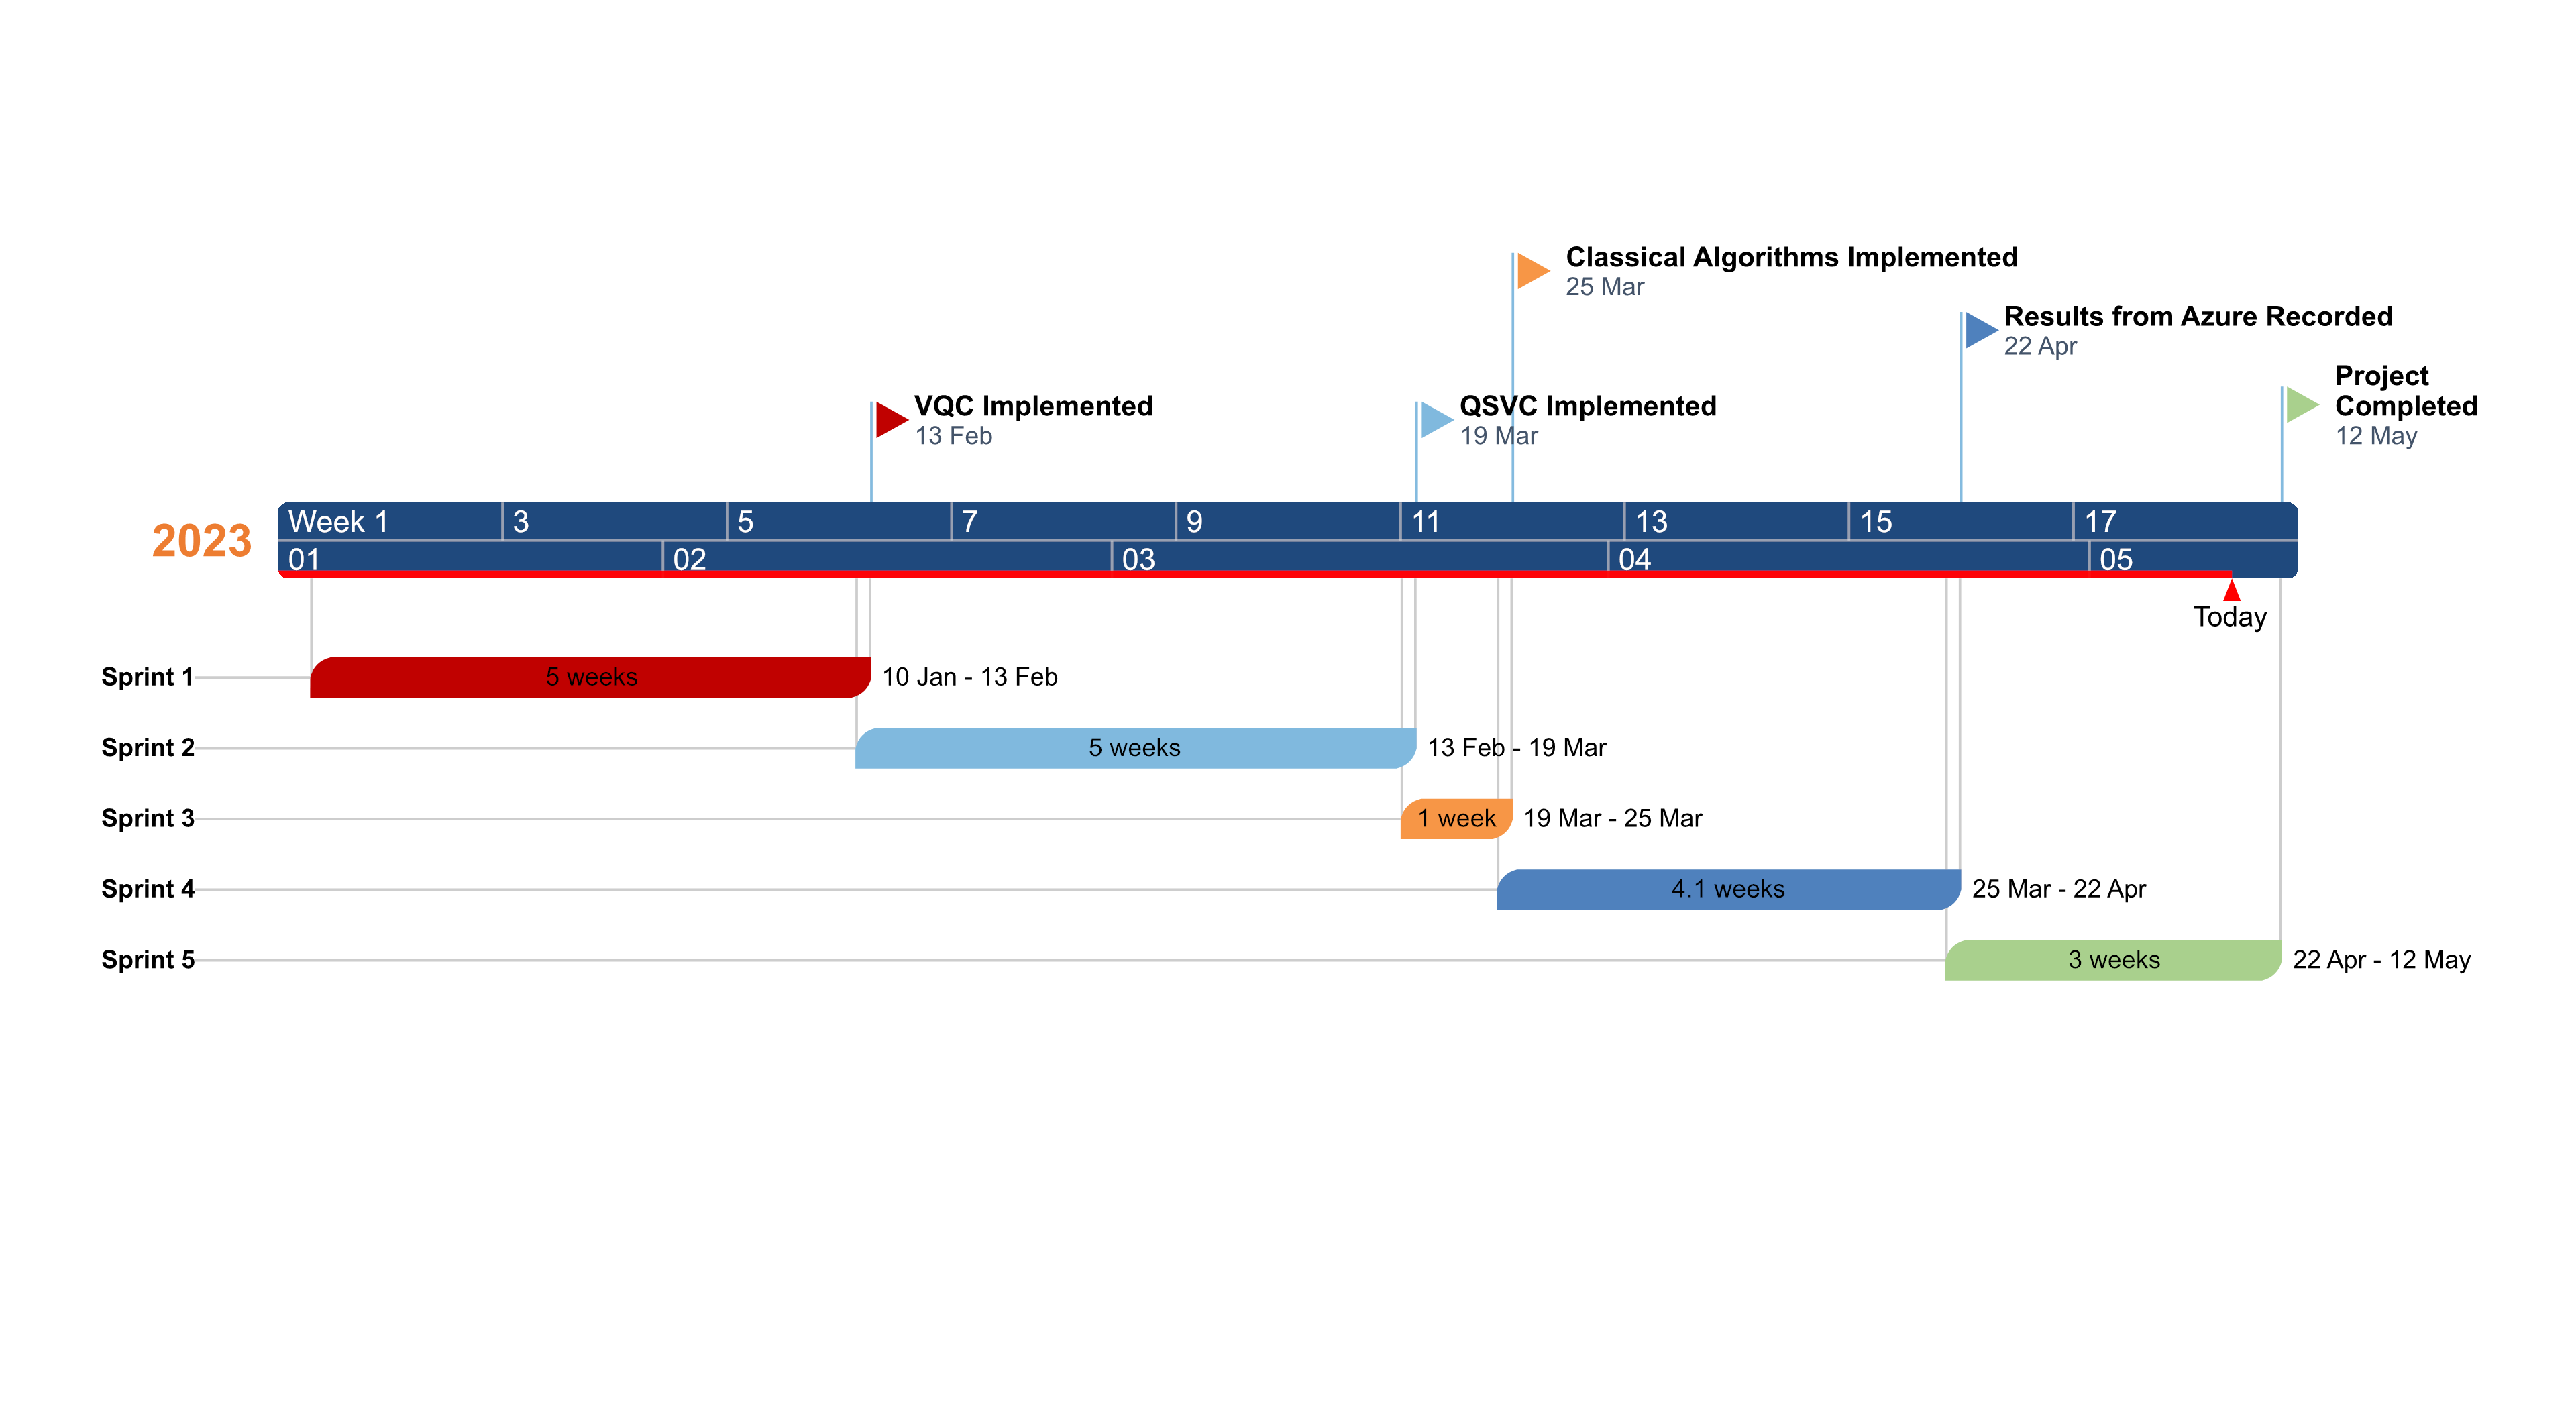 Classical Algorithms Implemented
25 Mar
Results from Azure Recorded
22 Apr
Project
Completed
12 May
VQC Implemented
13 Feb
QSVC Implemented
19 Mar
2023
Week 1 3 5 7 9 11 13 15 17
01 02 03 04 05
Today
Sprint 1 5 weeks 10 Jan - 13 Feb
Sprint 2 5 weeks 13 Feb - 19 Mar
Sprint 3 1 week 19 Mar - 25 Mar
Sprint 4 4.1 weeks 25 Mar - 22 Apr
Sprint 5 3 weeks 22 Apr - 12 May